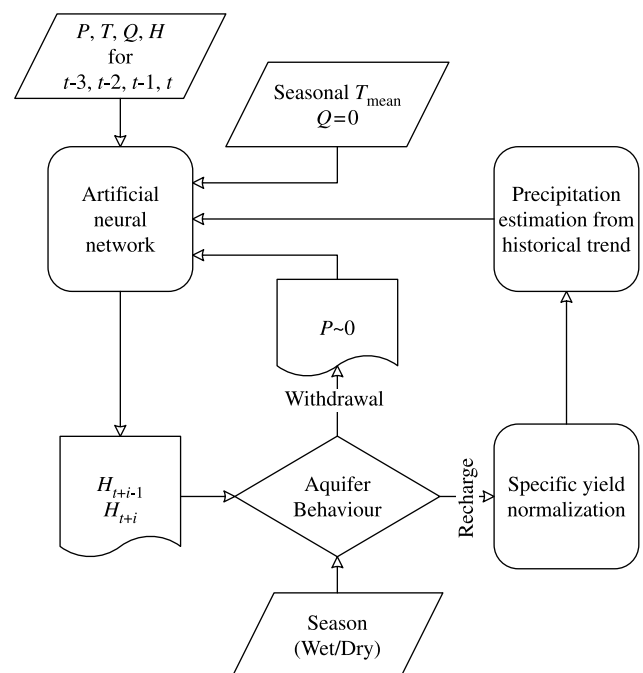 P, T, Q, H
for
t-3, t-2, t-1, t
Seasonal T_mean
Q=0
Artificial
neural
network
Precipitation
estimation from
historical trend
P~0
Withdrawal
H_t+i-1
H_t+i
Aquifer
Behaviour
Recharge
Specific yield
normalization
Season
(Wet/Dry)